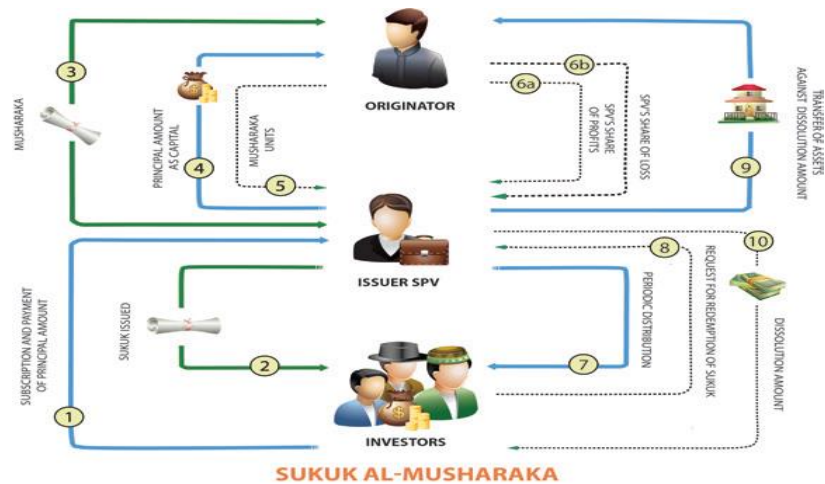 3
MUSHARAKA
PRINCIPAL AMOUNT
AS CAPITAL
4
MUSHARAKA
UNITS
5
ORIGINATOR
6b
6a
SPV'S SHARE
OF PROFITS
SPV'S SHARE OF LOSS
TRANSFER OF ASSETS
AGAINST DISSOLUTION AMOUNT
9
SUBSCRIPTION AND PAYMENT
OF PRINCIPAL AMOUNT
1
SUKUK ISSUED
2
ISSUER SPV
PERIODIC DISTRIBUTION
7
8
REQUEST FOR REDEMPTION OF SUKUK
10
DISSOLUTION AMOUNT
INVESTORS
SUKUK AL-MUSHARAKA